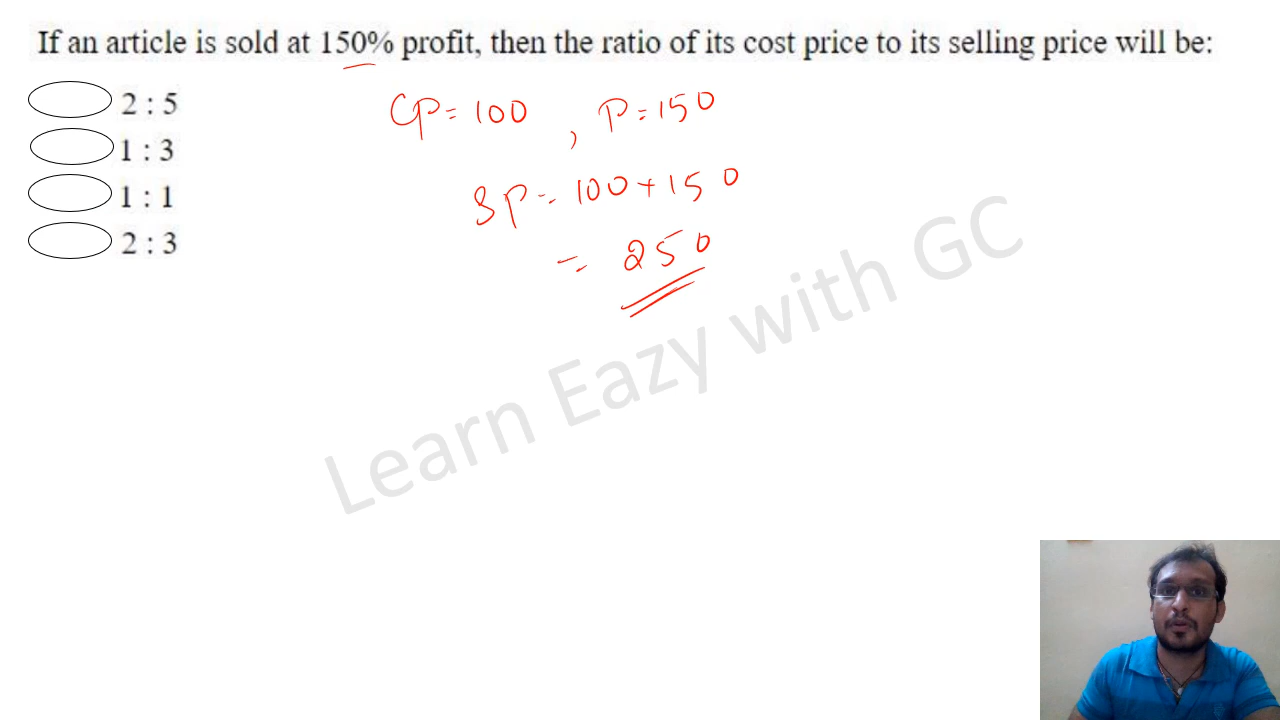 If an article is sold at 150% profit, then the ratio of its cost price to its selling price will be:
2 : 5
1 : 3
1 : 1
2 : 3
CP = 100 , P = 150
SP = 100 + 150
= 250
Learn Eazy with GC